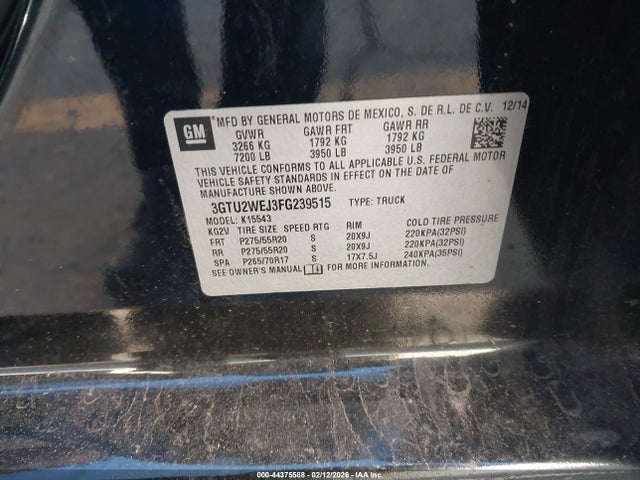 GM
*MFD BY GENERAL MOTORS DE MEXICO, S. DE R.L. DE C.V. 12/14
GVWR GAWR FRT GAWR RR
3266 KG 1792 KG 1792 KG
7200 LB 3950 LB 3950 LB
THIS VEHICLE CONFORMS TO ALL APPLICABLE U.S. FEDERAL MOTOR
VEHICLE SAFETY STANDARDS IN EFFECT ON THE DATE OF
MANUFACTURE SHOWN ABOVE.
3GTU2WEJ3FG239515 TYPE: TRUCK
MODEL: K15543
KG2V TIRE SIZE SPEED RTG RIM COLD TIRE PRESSURE
FRT P275/55R20 S 20X9J 220KPA(32PSI)
RR P275/55R20 S 20X9J 220KPA(32PSI)
SPA P265/70R17 S 17X7.5J 240KPA(35PSI)
SEE OWNER'S MANUAL FOR ADDITIONAL INFORMATION.
000-44375588 - 02/12/2026 - IAA Inc.